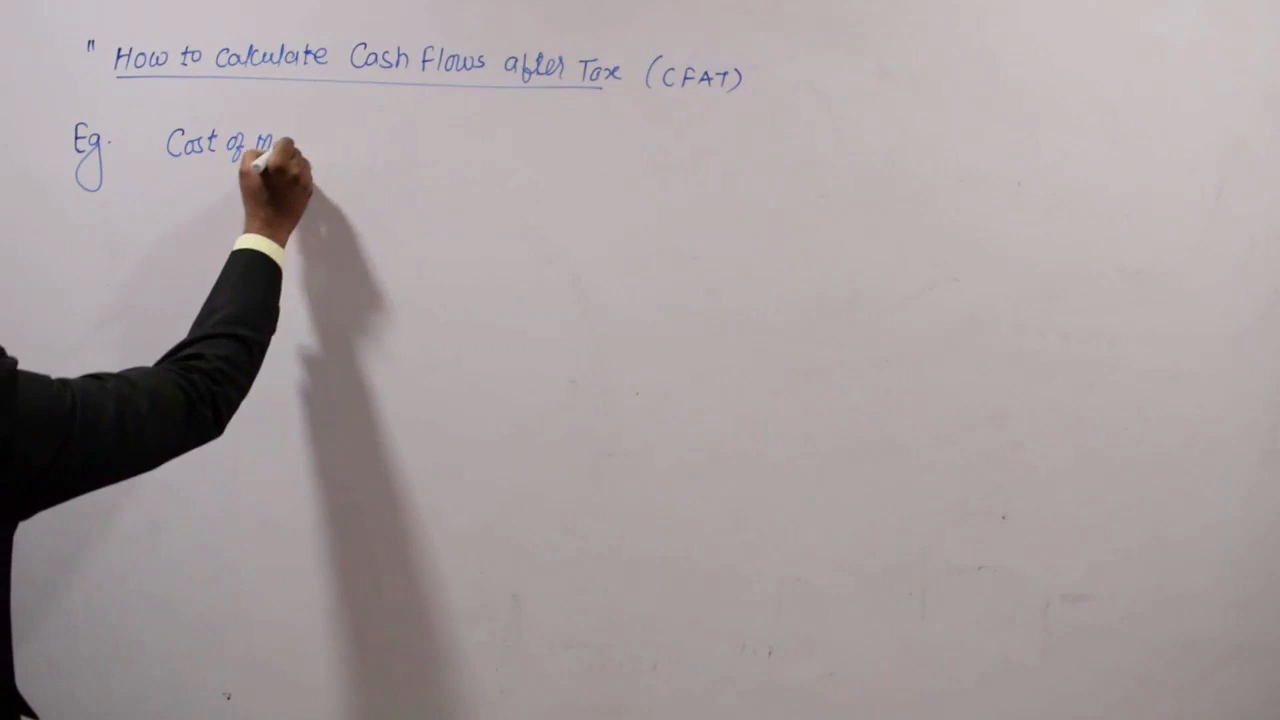 " How to Calculate Cash flows after Tax (CFAT)
Eg. Cost of